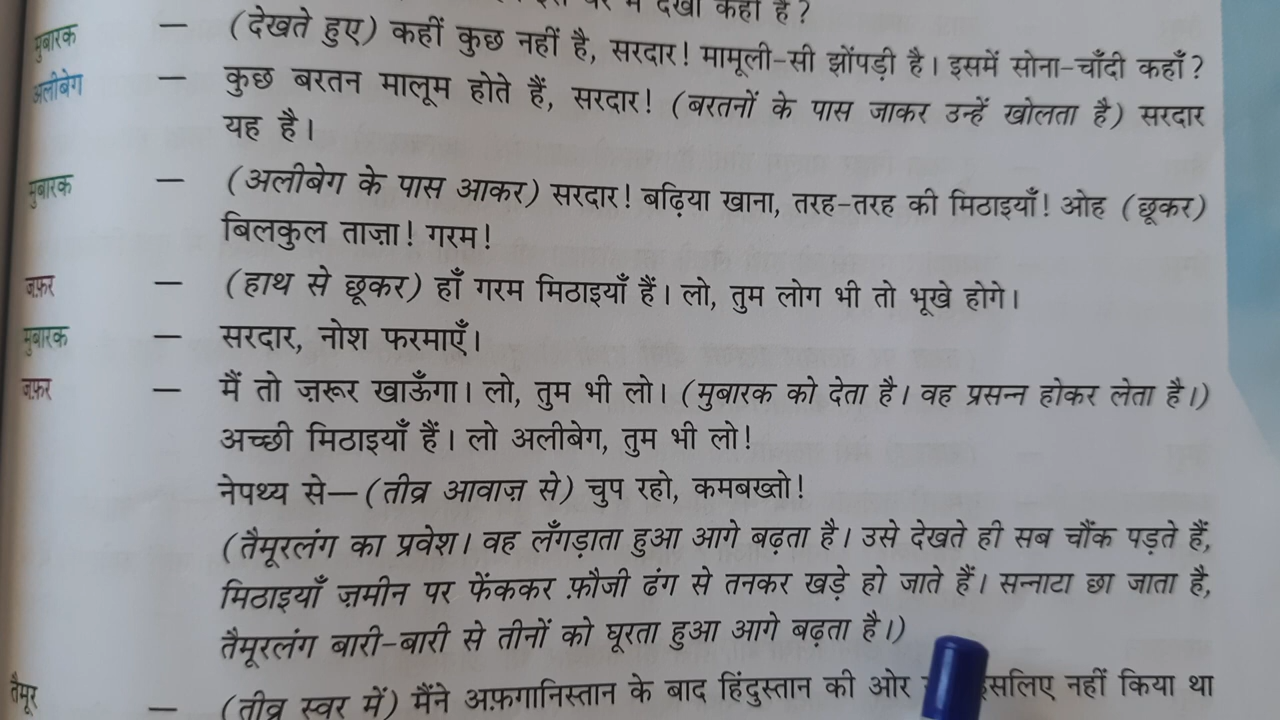 देखा कहीं है?
मुबारक — (देखते हुए) कहीं कुछ नहीं है, सरदार! मामूली-सी झोंपड़ी है। इसमें सोना-चाँदी कहाँ?
अलीबेग — कुछ बरतन मालूम होते हैं, सरदार! (बरतनों के पास जाकर उन्हें खोलता है) सरदार
यह है।
मुबारक — (अलीबेग के पास आकर) सरदार! बढ़िया खाना, तरह-तरह की मिठाइयाँ! ओह (छूकर)
बिलकुल ताज़ा! गरम!
जफ़र — (हाथ से छूकर) हाँ गरम मिठाइयाँ हैं। लो, तुम लोग भी तो भूखे होगे।
मुबारक — सरदार, नोश फरमाएँ।
जफ़र — मैं तो ज़रूर खाऊँगा। लो, तुम भी लो। (मुबारक को देता है। वह प्रसन्न होकर लेता है।)
अच्छी मिठाइयाँ हैं। लो अलीबेग, तुम भी लो!
नेपथ्य से—(तीव्र आवाज़ से) चुप रहो, कमबख्तो!
(तैमूरलंग का प्रवेश। वह लँगड़ाता हुआ आगे बढ़ता है। उसे देखते ही सब चौंक पड़ते हैं,
मिठाइयाँ ज़मीन पर फेंककर फ़ौजी ढंग से तनकर खड़े हो जाते हैं। सन्नाटा छा जाता है,
तैमूरलंग बारी-बारी से तीनों को घूरता हुआ आगे बढ़ता है।)
तैमूर — (तीव्र स्वर में) मैंने अफ़गानिस्तान के बाद हिंदुस्तान की ओर इसलिए नहीं किया था